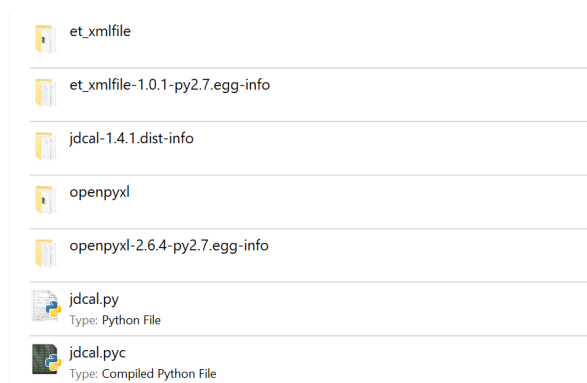 et_xmlfile
et_xmlfile-1.0.1-py2.7.egg-info
jdcal-1.4.1.dist-info
openpyxl
openpyxl-2.6.4-py2.7.egg-info
jdcal.py
Type: Python File
jdcal.pyc
Type: Compiled Python File